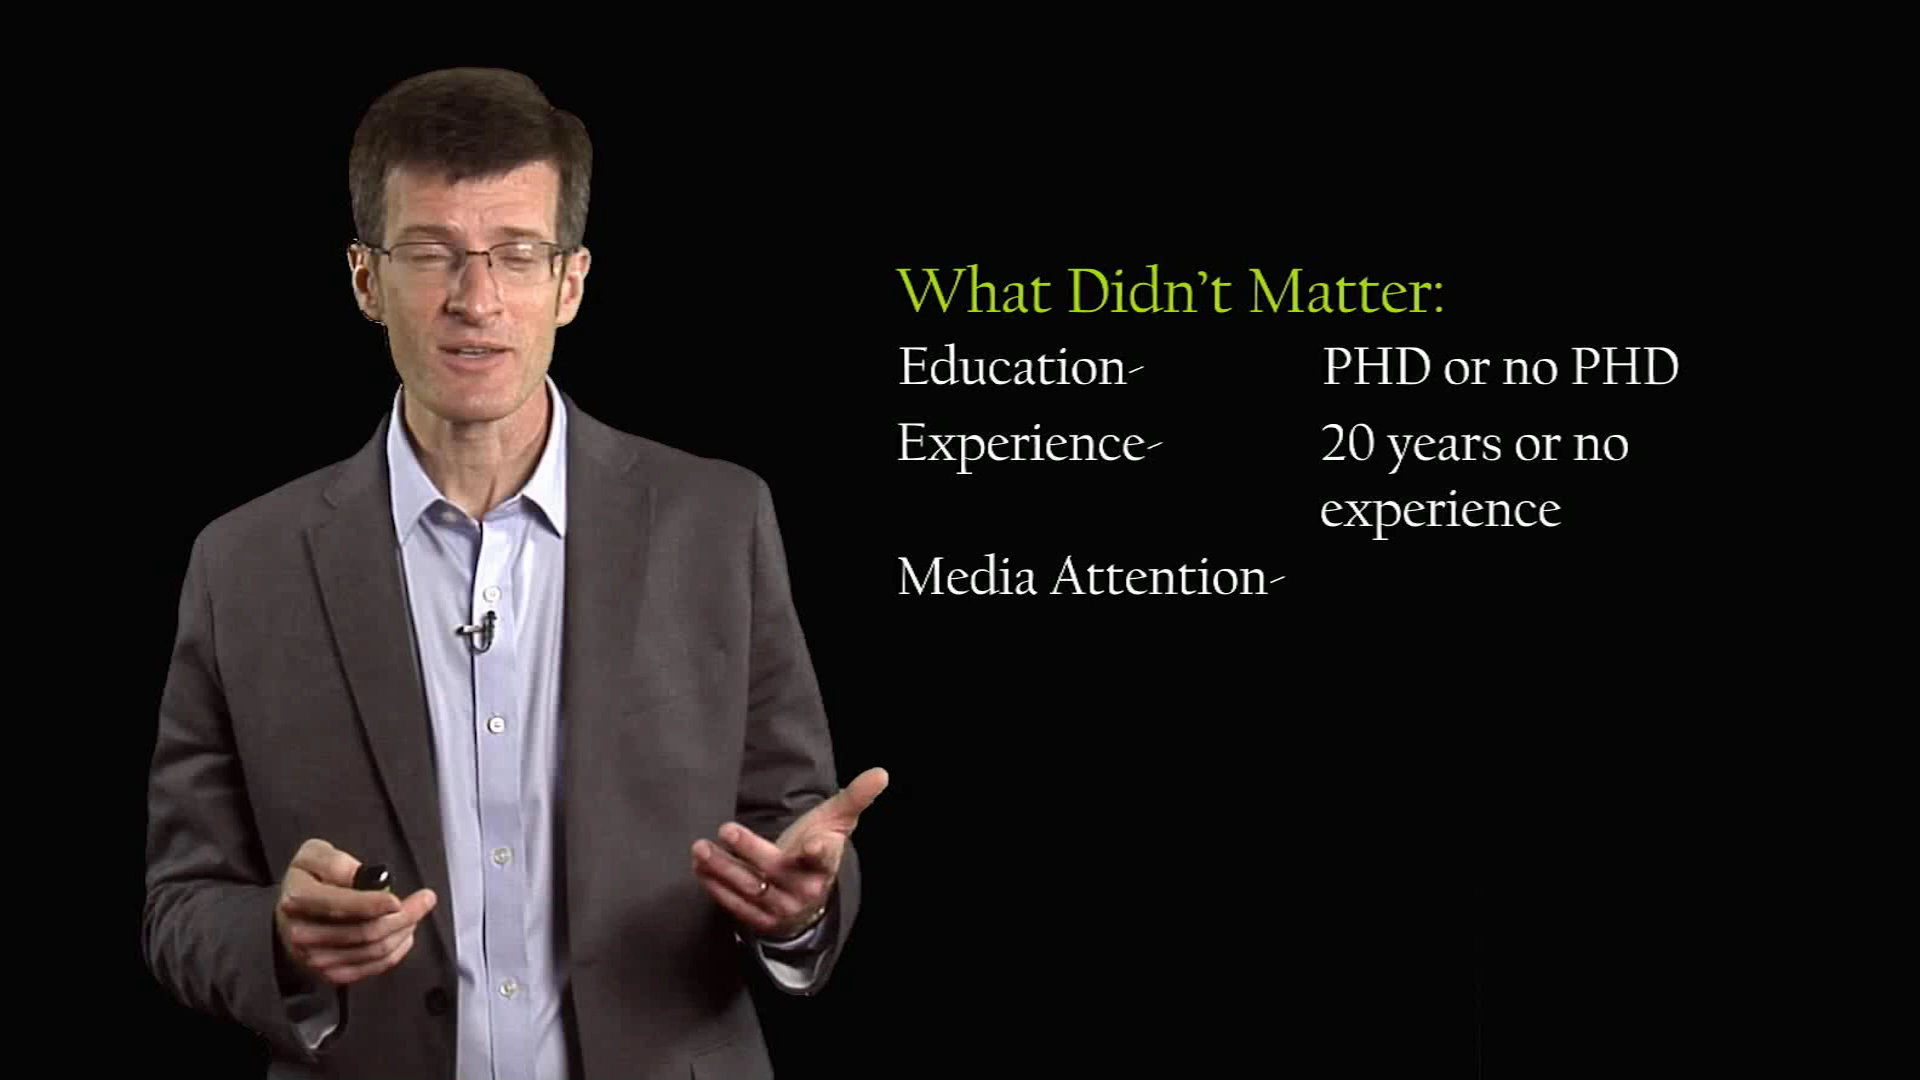 What Didn't Matter:
Education- PHD or no PHD
Experience- 20 years or no
experience
Media Attention-